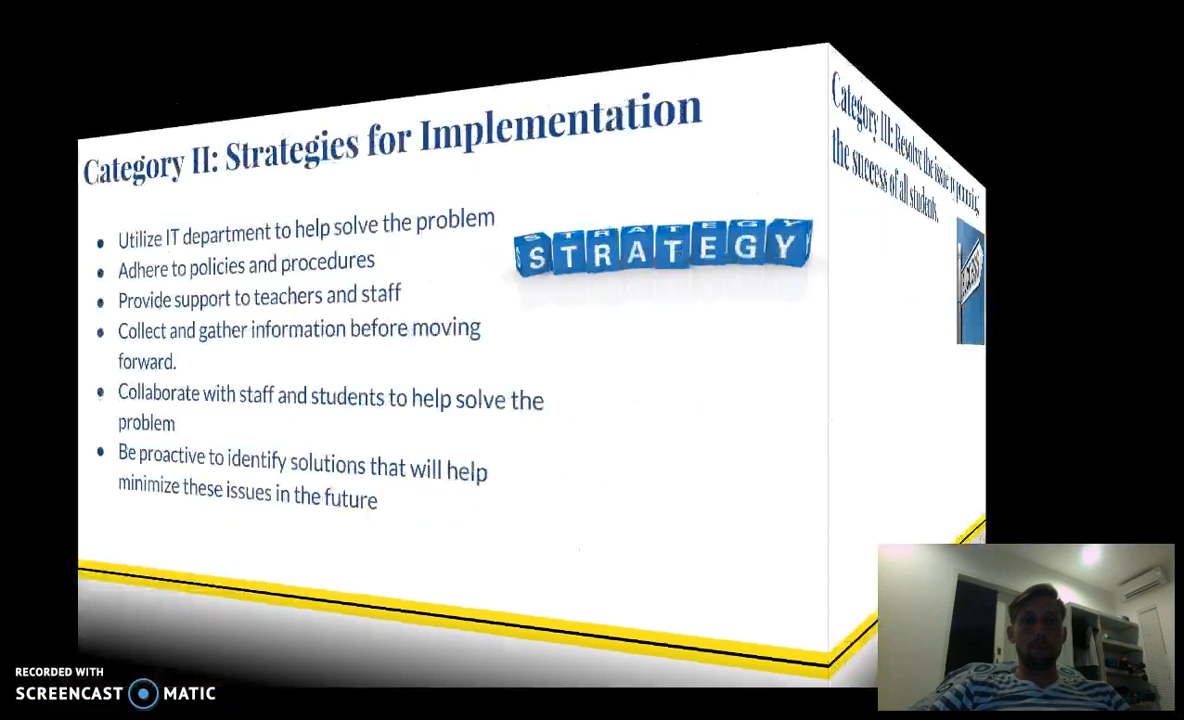 Category II: Strategies for Implementation
Utilize IT department to help solve the problem
Adhere to policies and procedures
Provide support to teachers and staff
Collect and gather information before moving
forward.
Collaborate with staff and students to help solve the
problem
Be proactive to identify solutions that will help
minimize these issues in the future
STRATEGY
Category III: Resolve the issue
the success of all students.
RECORDED WITH
SCREENCAST MATIC